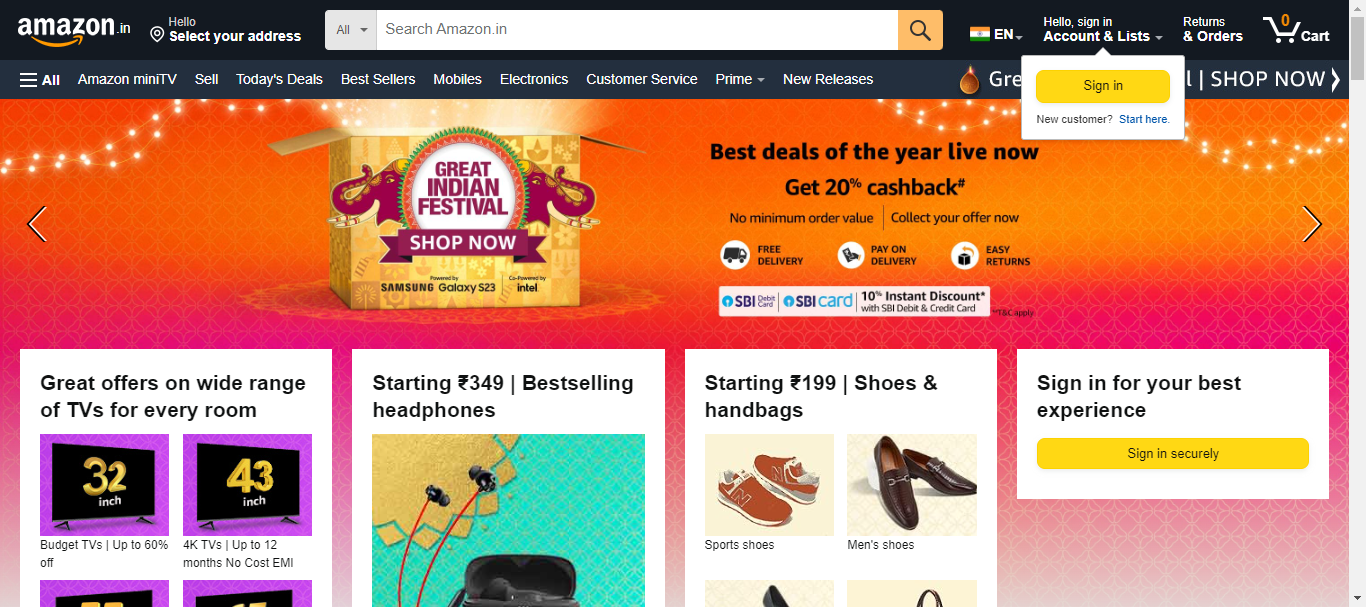 amazon.in
Hello
Select your address
All
Search Amazon.in
EN
Hello, sign in
Account & Lists
Returns
& Orders
0
Cart
All
Amazon miniTV
Sell
Today's Deals
Best Sellers
Mobiles
Electronics
Customer Service
Prime
New Releases
Gre
l | SHOP NOW
Sign in
New customer? Start here.
GREAT
INDIAN
FESTIVAL
SHOP NOW
Powered by
SAMSUNG Galaxy S23
Co-Powered by
intel.
Best deals of the year live now
Get 20% cashback#
No minimum order value | Collect your offer now
FREE
DELIVERY
PAY ON
DELIVERY
EASY
RETURNS
SBI Debit
Card
SBI card
10% Instant Discount*
with SBI Debit & Credit Card
*T&C apply
Great offers on wide range
of TVs for every room
32
inch
43
inch
Budget TVs | Up to 60%
off
4K TVs | Up to 12
months No Cost EMI
Starting ₹349 | Bestselling
headphones
Starting ₹199 | Shoes &
handbags
Sports shoes
Men's shoes
Sign in for your best
experience
Sign in securely